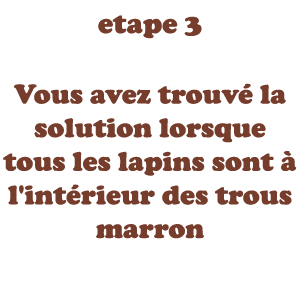 etape 3
Vous avez trouvé la
solution lorsque
tous les lapins sont à
l'intérieur des trous
marron